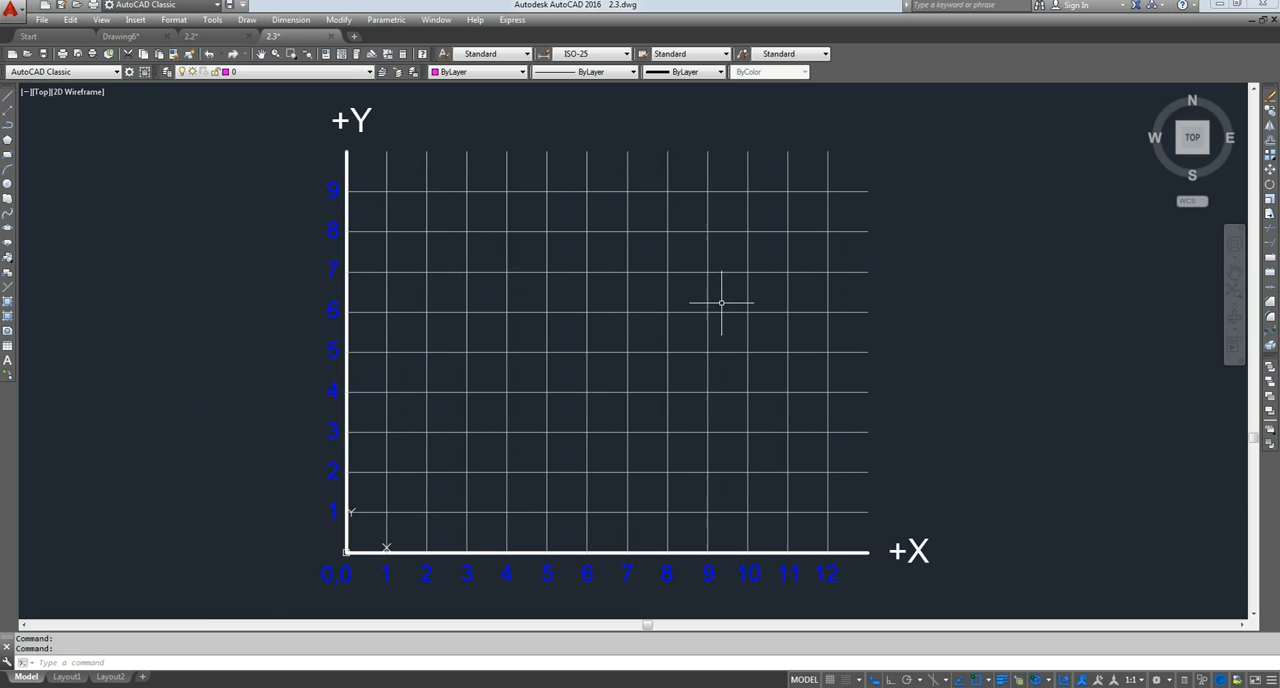 AutoCAD Classic
Autodesk AutoCAD 2016 2.3.dwg
Type a keyword or phrase
Sign In
File Edit View Insert Format Tools Draw Dimension Modify Parametric Window Help Express
Start Drawing6* 2.2* 2.3*
Standard ISO-25 Standard Standard
AutoCAD Classic 0 ByLayer ByLayer ByLayer ByColor
[−][Top][2D Wireframe]
N
W TOP E
S
WCS
+Y
9
8
7
6
5
4
3
2
1 Y
X
+X
0,0 1 2 3 4 5 6 7 8 9 10 11 12
Command:
Command:
Type a command
Model Layout1 Layout2
MODEL 1:1